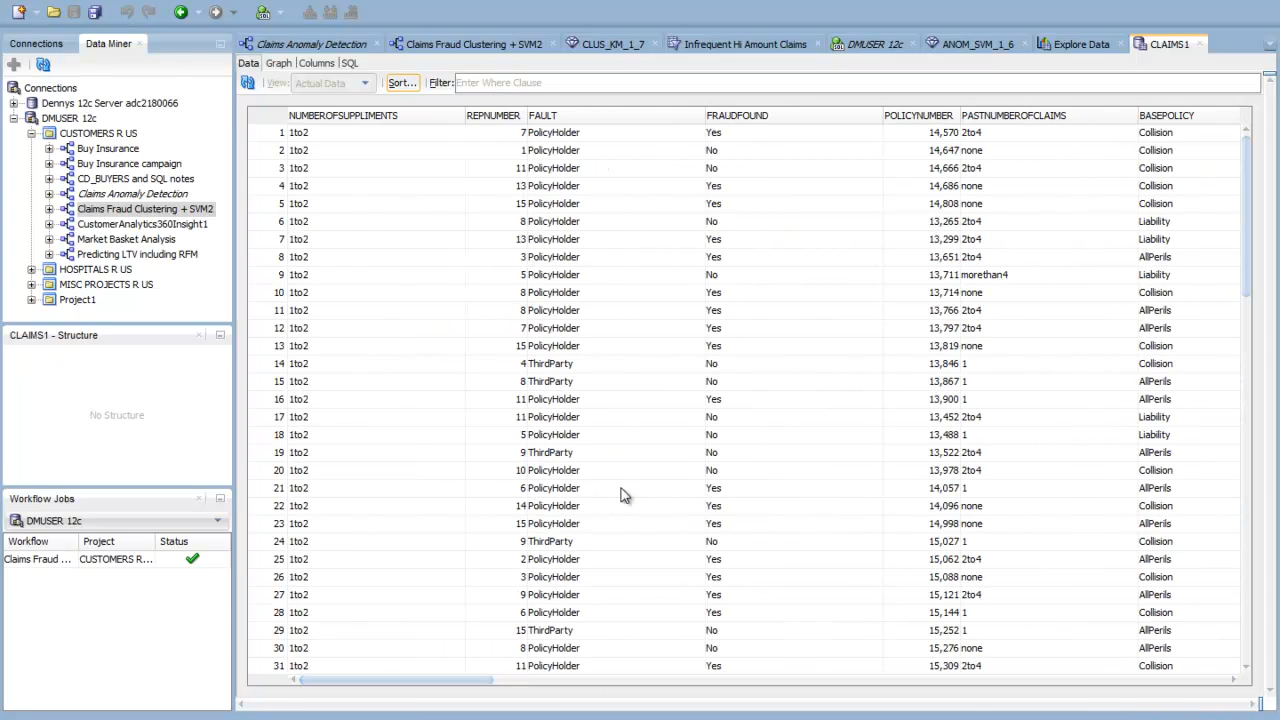 Connections
Data Miner
Claims Anomaly Detection
Claims Fraud Clustering + SVM2
CLUS_KM_1_7
Infrequent Hi Amount Claims
DMUSER 12c
ANOM_SVM_1_6
Explore Data
CLAIMS1
Data Graph Columns SQL
View: Actual Data Sort... Filter: Enter Where Clause
Connections
Dennys 12c Server adc2180066
DMUSER 12c
CUSTOMERS R US
Buy Insurance
Buy Insurance campaign
CD_BUYERS and SQL notes
Claims Anomaly Detection
Claims Fraud Clustering + SVM2
CustomerAnalytics360Insight1
Market Basket Analysis
Predicting LTV including RFM
HOSPITALS R US
MISC PROJECTS R US
Project1
CLAIMS1 - Structure
No Structure
Workflow Jobs
DMUSER 12c
Workflow Project Status
Claims Fraud ... CUSTOMERS R...
NUMBEROFSUPPLIMENTS REPNUMBER FAULT FRAUDFOUND POLICYNUMBER PASTNUMBEROFCLAIMS BASEPOLICY
1 1to2 7 PolicyHolder Yes 14,570 2to4 Collision
2 1to2 1 PolicyHolder No 14,647 none Collision
3 1to2 11 PolicyHolder No 14,666 2to4 Collision
4 1to2 13 PolicyHolder Yes 14,686 none Collision
5 1to2 15 PolicyHolder Yes 14,808 none Collision
6 1to2 8 PolicyHolder No 13,265 2to4 Liability
7 1to2 13 PolicyHolder Yes 13,299 2to4 Liability
8 1to2 3 PolicyHolder Yes 13,651 2to4 AllPerils
9 1to2 5 PolicyHolder No 13,711 morethan4 Liability
10 1to2 8 PolicyHolder Yes 13,714 none Collision
11 1to2 8 PolicyHolder Yes 13,766 2to4 AllPerils
12 1to2 7 PolicyHolder Yes 13,797 2to4 AllPerils
13 1to2 15 PolicyHolder Yes 13,819 none Collision
14 1to2 4 ThirdParty No 13,846 1 Collision
15 1to2 8 ThirdParty No 13,867 1 AllPerils
16 1to2 11 PolicyHolder Yes 13,900 1 AllPerils
17 1to2 11 PolicyHolder No 13,452 2to4 Liability
18 1to2 5 PolicyHolder No 13,488 1 Liability
19 1to2 9 ThirdParty No 13,522 2to4 AllPerils
20 1to2 10 PolicyHolder No 13,978 2to4 Collision
21 1to2 6 PolicyHolder Yes 14,057 1 AllPerils
22 1to2 14 PolicyHolder Yes 14,096 none Collision
23 1to2 15 PolicyHolder Yes 14,998 none AllPerils
24 1to2 9 ThirdParty No 15,027 1 Collision
25 1to2 2 PolicyHolder Yes 15,062 2to4 AllPerils
26 1to2 3 PolicyHolder Yes 15,088 none Collision
27 1to2 9 PolicyHolder Yes 15,121 2to4 AllPerils
28 1to2 6 PolicyHolder Yes 15,144 1 Collision
29 1to2 15 ThirdParty No 15,252 1 AllPerils
30 1to2 8 PolicyHolder No 15,276 none AllPerils
31 1to2 11 PolicyHolder Yes 15,309 2to4 Collision